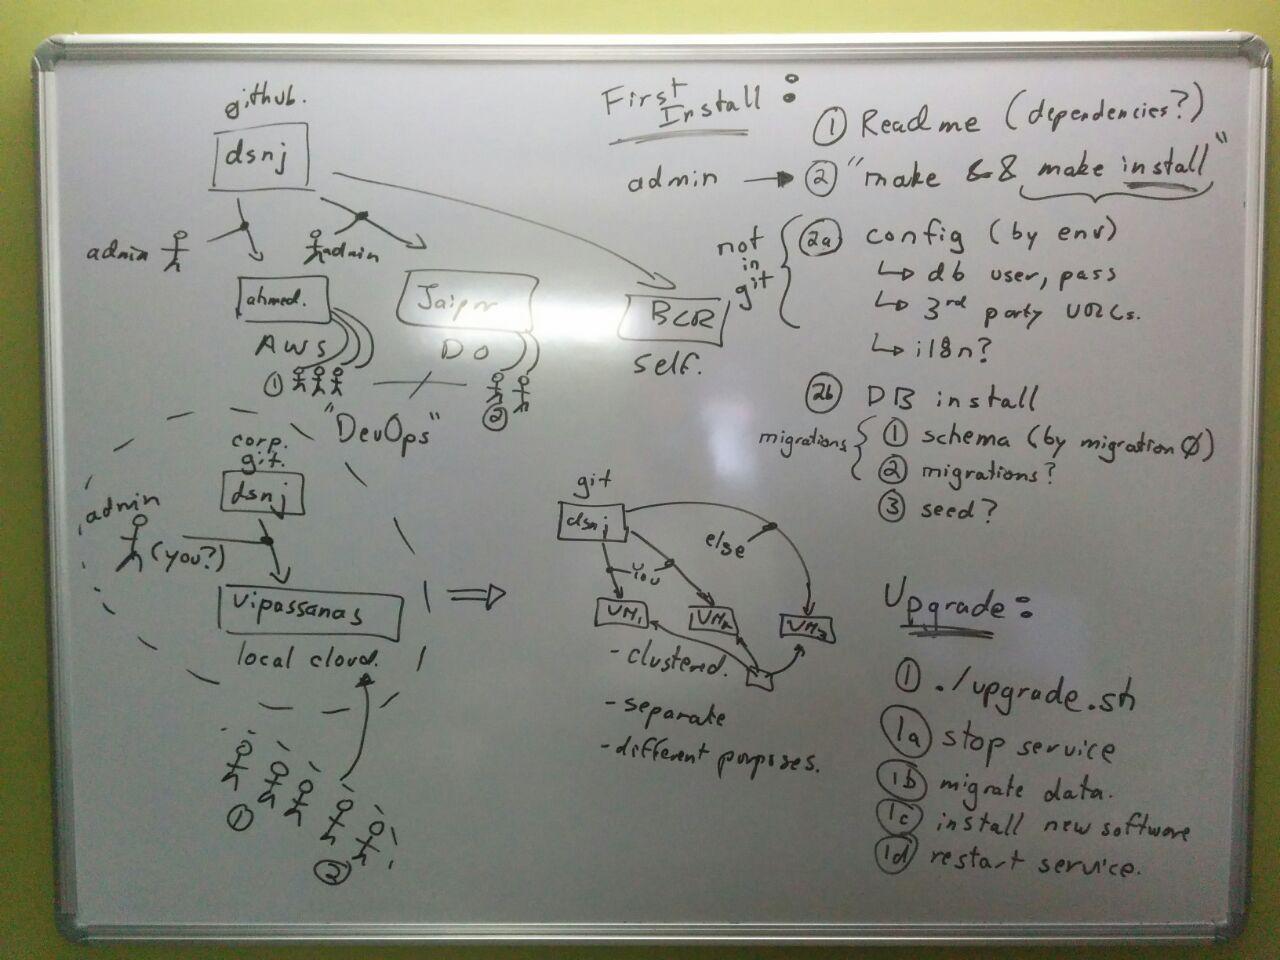 github.
dsnj
admin
admin
ahmed.
AWS
①
Jaipur
DO
②
BCR
self.
"DevOps"
corp.
git.
dsnj
admin
(you?)
vipassanas
local cloud.
①
②
git
dsnj
you
else
VM1
VM2
VM3
- clustered.
- separate
- different purposes.
First
Install :
① Readme (dependencies?)
admin → ② "make && make install"
not
in
git
②a config (by env)
↳ db user, pass
↳ 3rd party URLs.
↳ i18n?
②b DB install
migrations
① schema (by migration Ø)
② migrations?
③ seed?
Upgrade :
① ./upgrade.sh
①a stop service
①b migrate data.
①c install new software
①d restart service.